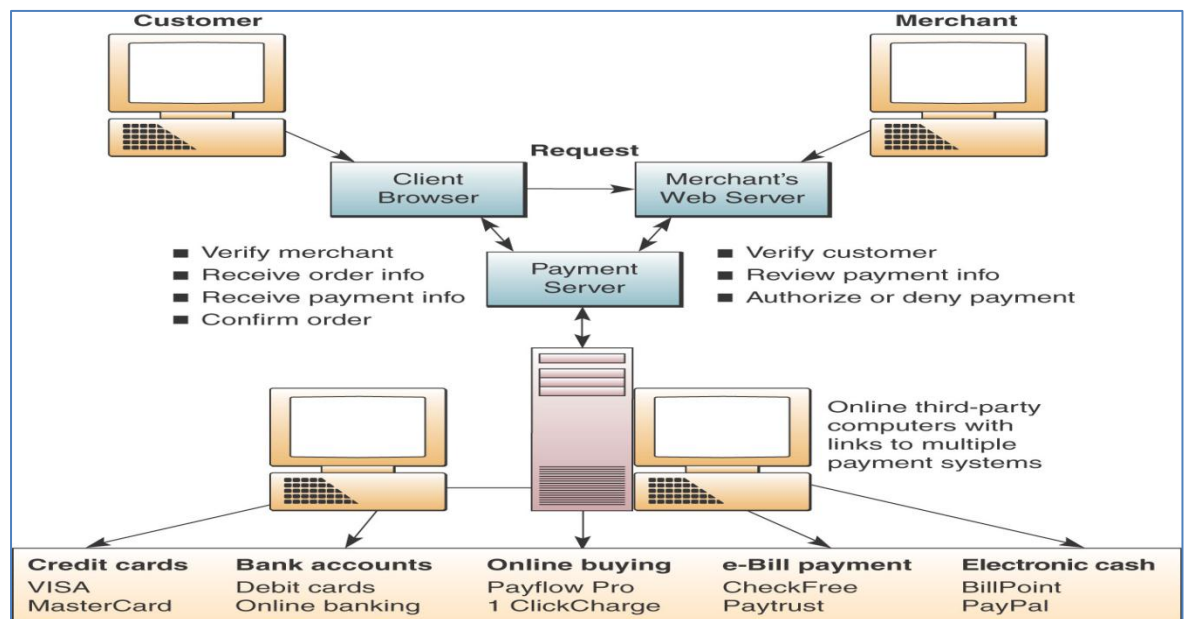 Customer
Merchant
Request
Client
Browser
Merchant's
Web Server
Verify merchant
Receive order info
Receive payment info
Confirm order
Payment
Server
Verify customer
Review payment info
Authorize or deny payment
Online third-party
computers with
links to multiple
payment systems
Credit cards
VISA
MasterCard
Bank accounts
Debit cards
Online banking
Online buying
Payflow Pro
1 ClickCharge
e-Bill payment
CheckFree
Paytrust
Electronic cash
BillPoint
PayPal